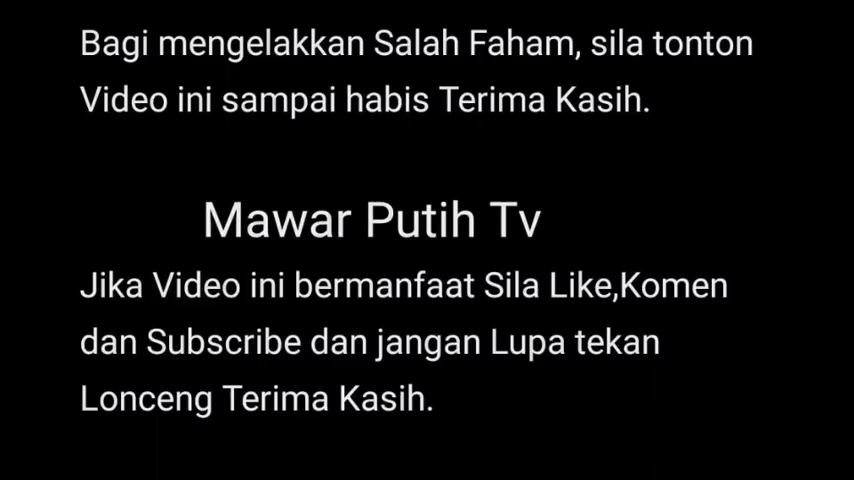 Bagi mengelakkan Salah Faham, sila tonton
Video ini sampai habis Terima Kasih.
Mawar Putih Tv
Jika Video ini bermanfaat Sila Like,Komen
dan Subscribe dan jangan Lupa tekan
Lonceng Terima Kasih.